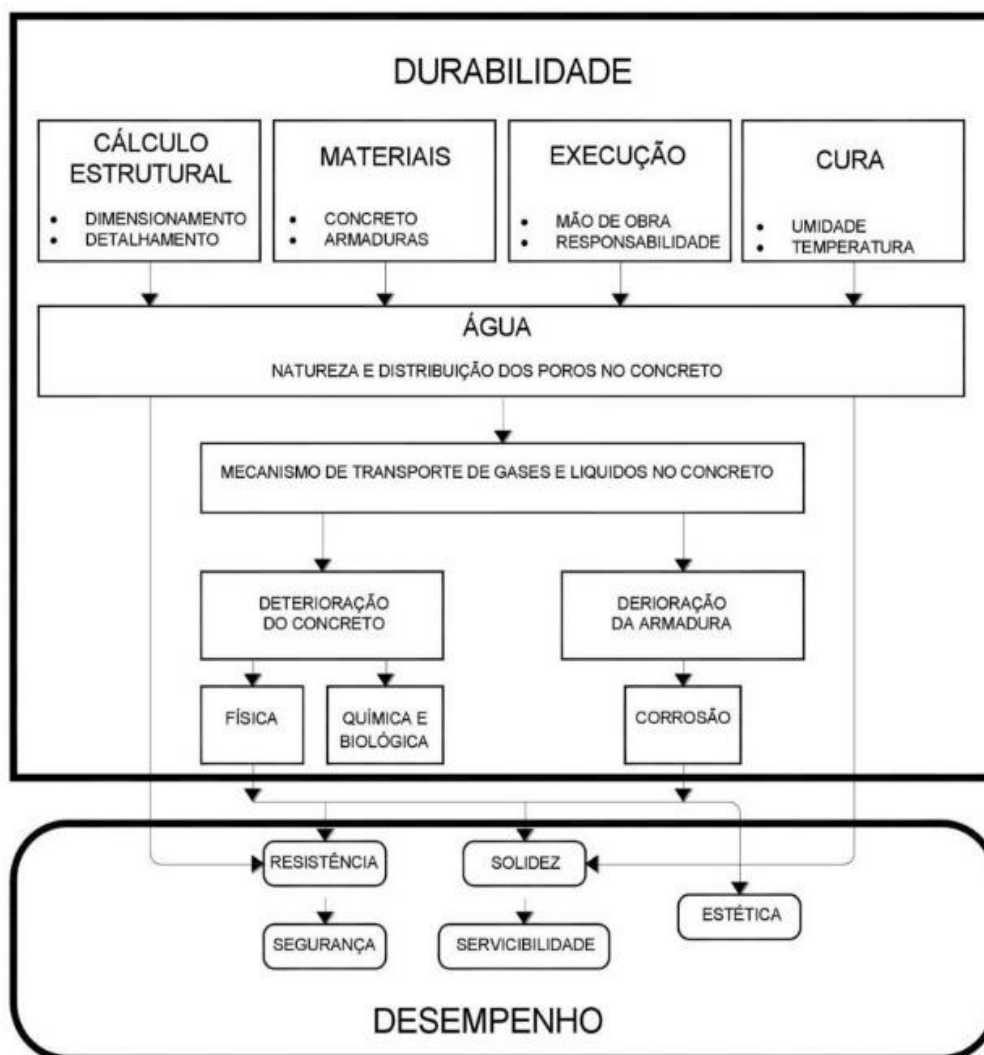 DURABILIDADE
CÁLCULO
ESTRUTURAL
• DIMENSIONAMENTO
• DETALHAMENTO
MATERIAIS
• CONCRETO
• ARMADURAS
EXECUÇÃO
• MÃO DE OBRA
• RESPONSABILIDADE
CURA
• UMIDADE
• TEMPERATURA
ÁGUA
NATUREZA E DISTRIBUIÇÃO DOS POROS NO CONCRETO
MECANISMO DE TRANSPORTE DE GASES E LIQUIDOS NO CONCRETO
DETERIORAÇÃO
DO CONCRETO
DERIORAÇÃO
DA ARMADURA
FÍSICA
QUÍMICA E
BIOLÓGICA
CORROSÃO
RESISTÊNCIA
SOLIDEZ
ESTÉTICA
SEGURANÇA
SERVICIBILIDADE
DESEMPENHO